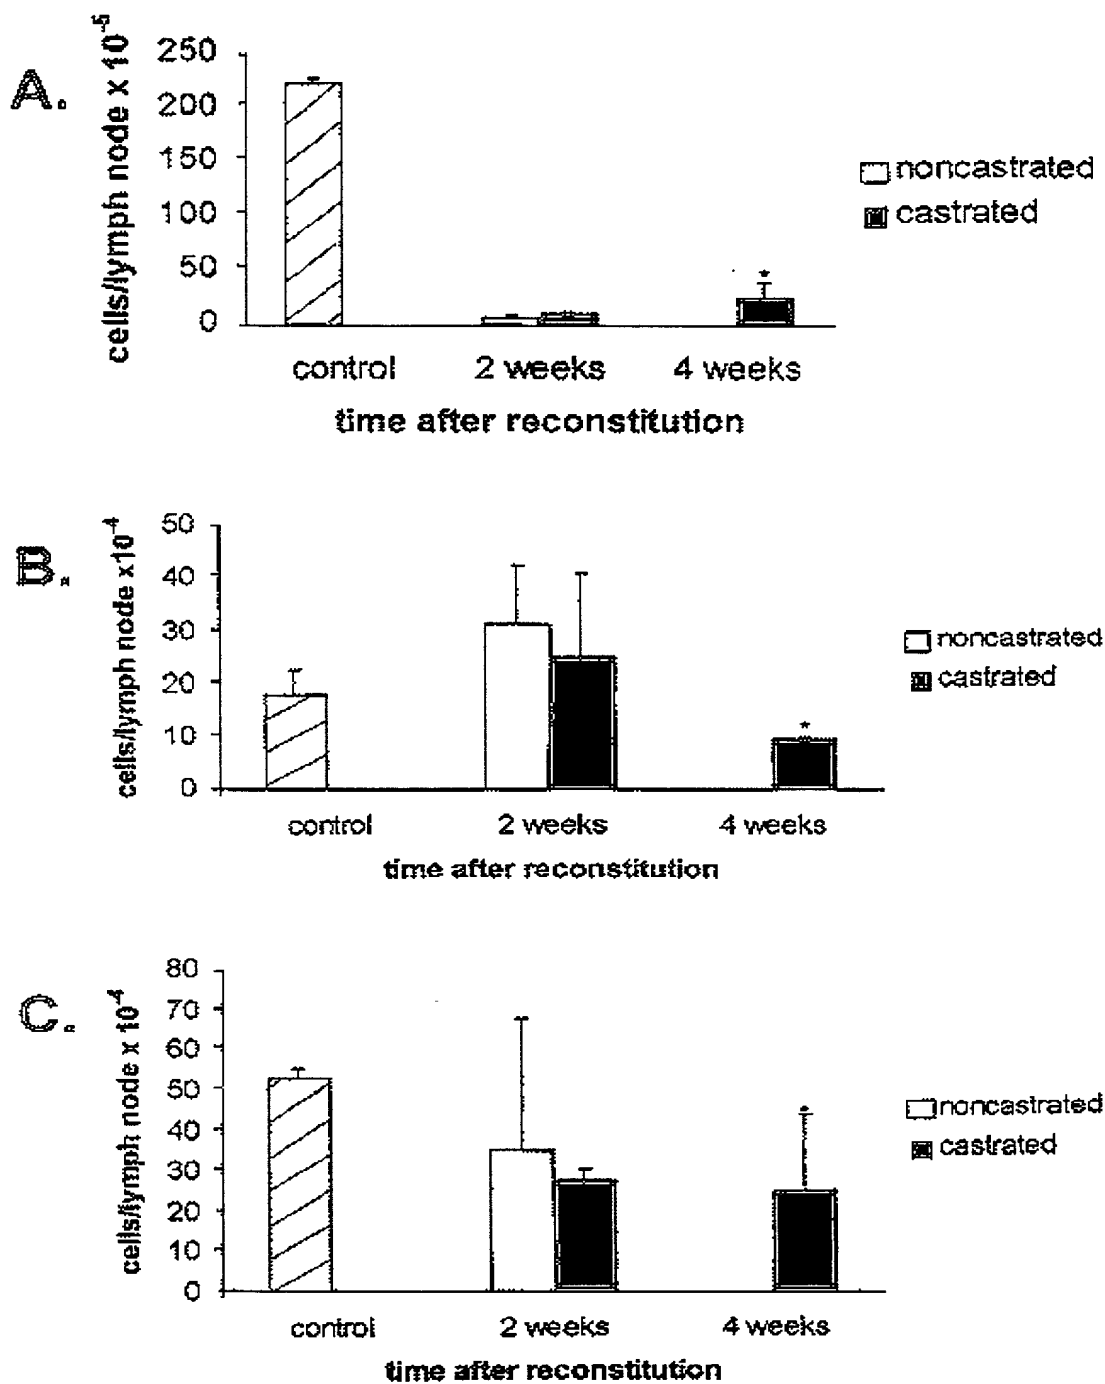 A.
cells/lymph node x 10-5
250
200
150
100
50
0
*
control 2 weeks 4 weeks
time after reconstitution
noncastrated
castrated
B.
cells/lymph node x10-4
50
40
30
20
10
0
*
control 2 weeks 4 weeks
time after reconstitution
noncastrated
castrated
C.
cells/lymph node x 10-4
80
70
60
50
40
30
20
10
0
*
control 2 weeks 4 weeks
time after reconstitution
noncastrated
castrated